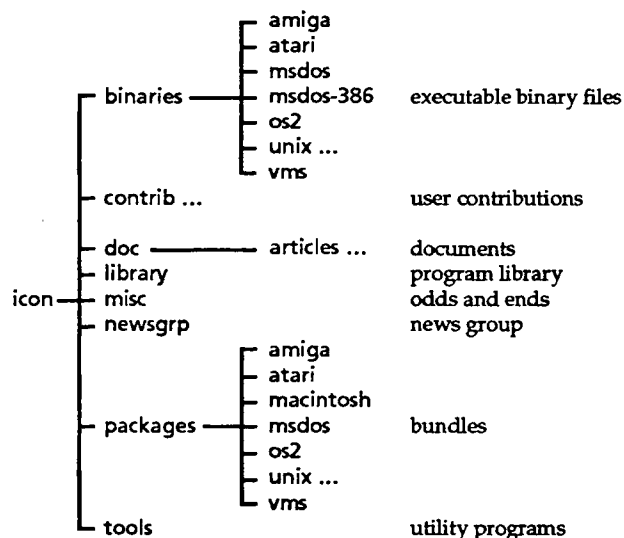 amiga
atari
msdos
binaries msdos-386 executable binary files
os2
unix ...
vms
contrib ... user contributions
doc articles ... documents
library program library
icon misc odds and ends
newsgrp news group
amiga
atari
macintosh
packages msdos bundles
os2
unix ...
vms
tools utility programs